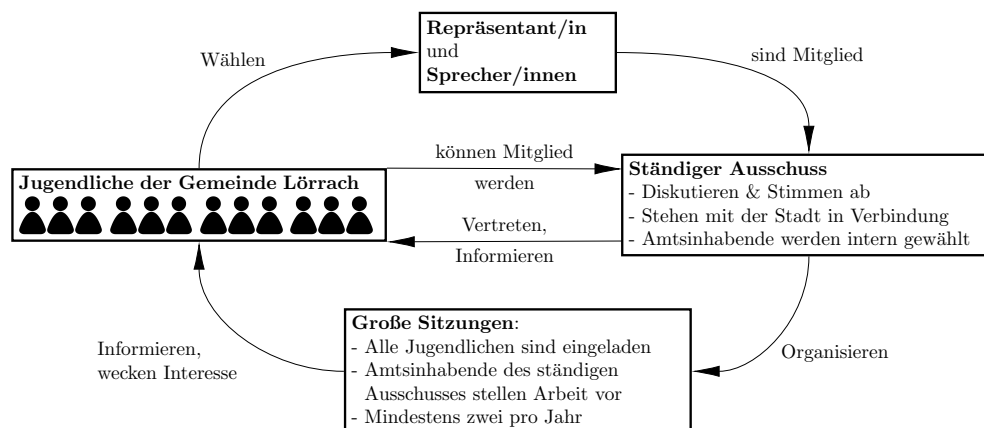 Repräsentant/in
und
Sprecher/innen
Wählen
sind Mitglied
können Mitglied
werden
Jugendliche der Gemeinde Lörrach
Ständiger Ausschuss
- Diskutieren & Stimmen ab
- Stehen mit der Stadt in Verbindung
- Amtsinhabende werden intern gewählt
Vertreten,
Informieren
Große Sitzungen:
- Alle Jugendlichen sind eingeladen
- Amtsinhabende des ständigen
Ausschusses stellen Arbeit vor
- Mindestens zwei pro Jahr
Informieren,
wecken Interesse
Organisieren